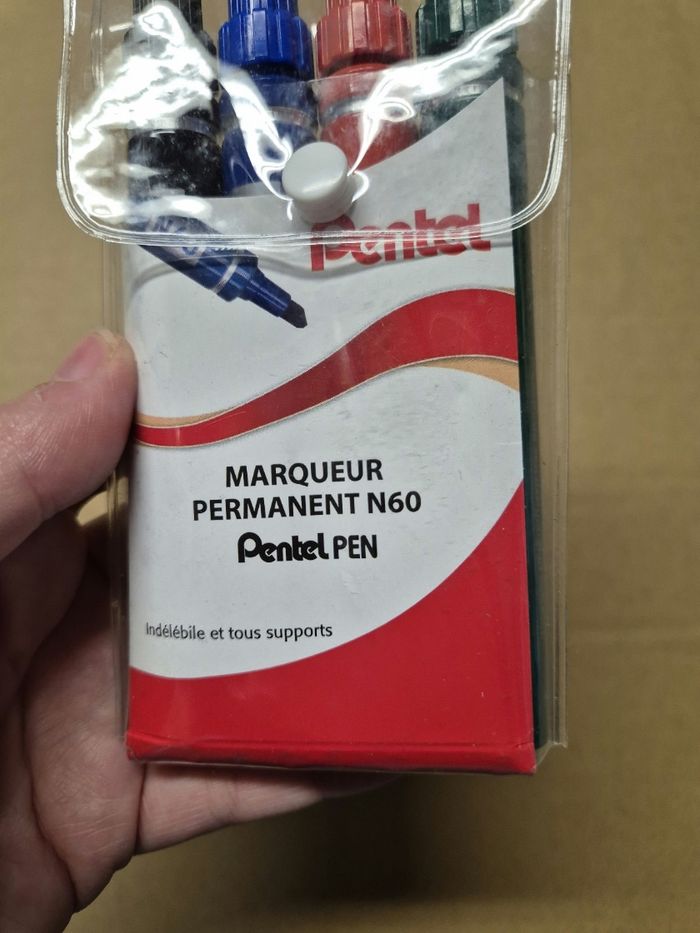 Pentel
MARQUEUR
PERMANENT N60
Pentel PEN
Indélébile et tous supports